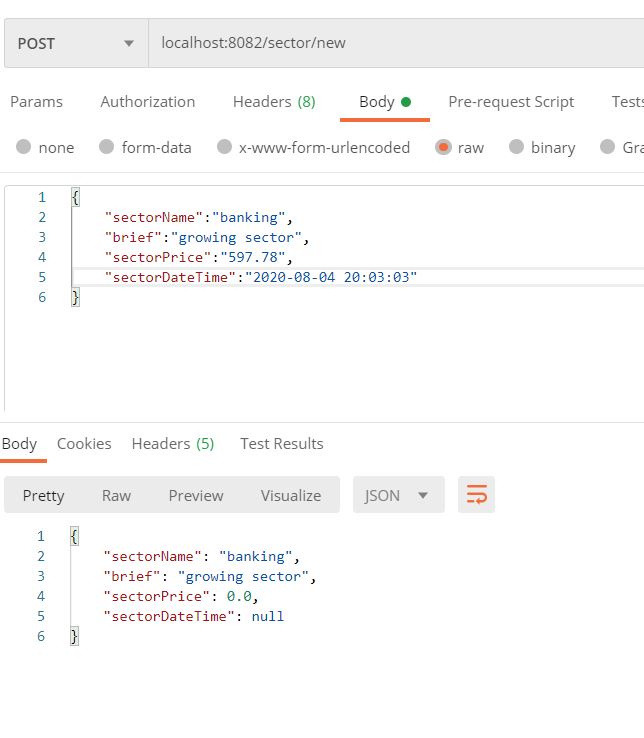 POST localhost:8082/sector/new
Params Authorization Headers (8) Body Pre-request Script Tests
none form-data x-www-form-urlencoded raw binary
1 {
2 "sectorName":"banking",
3 "brief":"growing sector",
4 "sectorPrice":"597.78",
5 "sectorDateTime":"2020-08-04 20:03:03"
6 }
Body Cookies Headers (5) Test Results
Pretty Raw Preview Visualize JSON
1 {
2 "sectorName": "banking",
3 "brief": "growing sector",
4 "sectorPrice": 0.0,
5 "sectorDateTime": null
6 }